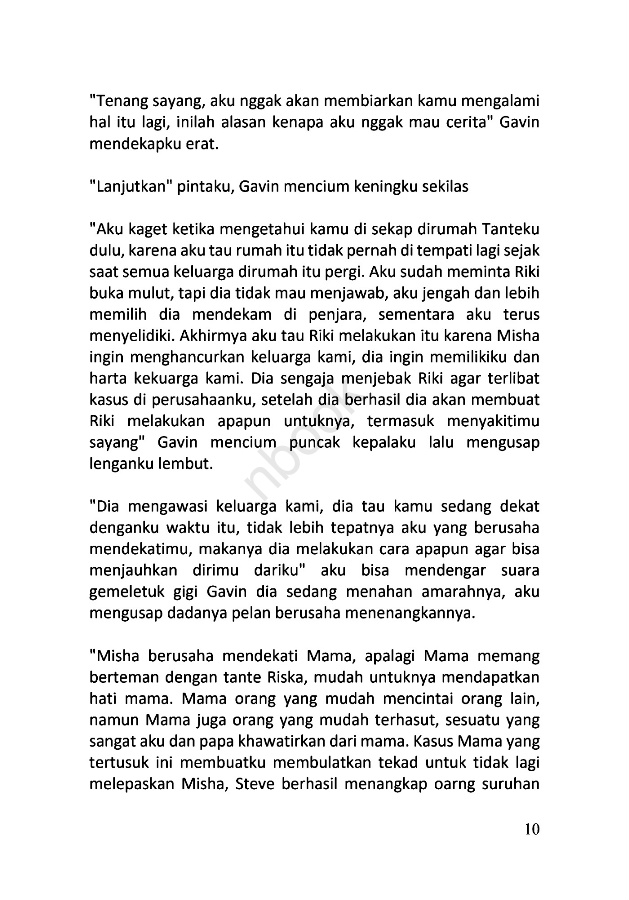 "Tenang sayang, aku nggak akan membiarkan kamu mengalami
hal itu lagi, inilah alasan kenapa aku nggak mau cerita" Gavin
mendekapku erat.
"Lanjutkan" pintaku, Gavin mencium keningku sekilas
"Aku kaget ketika mengetahui kamu di sekap dirumah Tanteku
dulu, karena aku tau rumah itu tidak pernah di tempati lagi sejak
saat semua keluarga dirumah itu pergi. Aku sudah meminta Riki
buka mulut, tapi dia tidak mau menjawab, aku jengah dan lebih
memilih dia mendekam di penjara, sementara aku terus
menyelidiki. Akhirmya aku tau Riki melakukan itu karena Misha
ingin menghancurkan keluarga kami, dia ingin memilikiku dan
harta kekuarga kami. Dia sengaja menjebak Riki agar terlibat
kasus di perusahaanku, setelah dia berhasil dia akan membuat
Riki melakukan apapun untuknya, termasuk menyakitimu
sayang" Gavin mencium puncak kepalaku lalu mengusap
lenganku lembut.
nbook
"Dia mengawasi keluarga kami, dia tau kamu sedang dekat
denganku waktu itu, tidak lebih tepatnya aku yang berusaha
mendekatimu, makanya dia melakukan cara apapun agar bisa
menjauhkan dirimu dariku" aku bisa mendengar suara
gemeletuk gigi Gavin dia sedang menahan amarahnya, aku
mengusap dadanya pelan berusaha menenangkannya.
"Misha berusaha mendekati Mama, apalagi Mama memang
berteman dengan tante Riska, mudah untuknya mendapatkan
hati mama. Mama orang yang mudah mencintai orang lain,
namun Mama juga orang yang mudah terhasut, sesuatu yang
sangat aku dan papa khawatirkan dari mama. Kasus Mama yang
tertusuk ini membuatku membulatkan tekad untuk tidak lagi
melepaskan Misha, Steve berhasil menangkap oarng suruhan
10